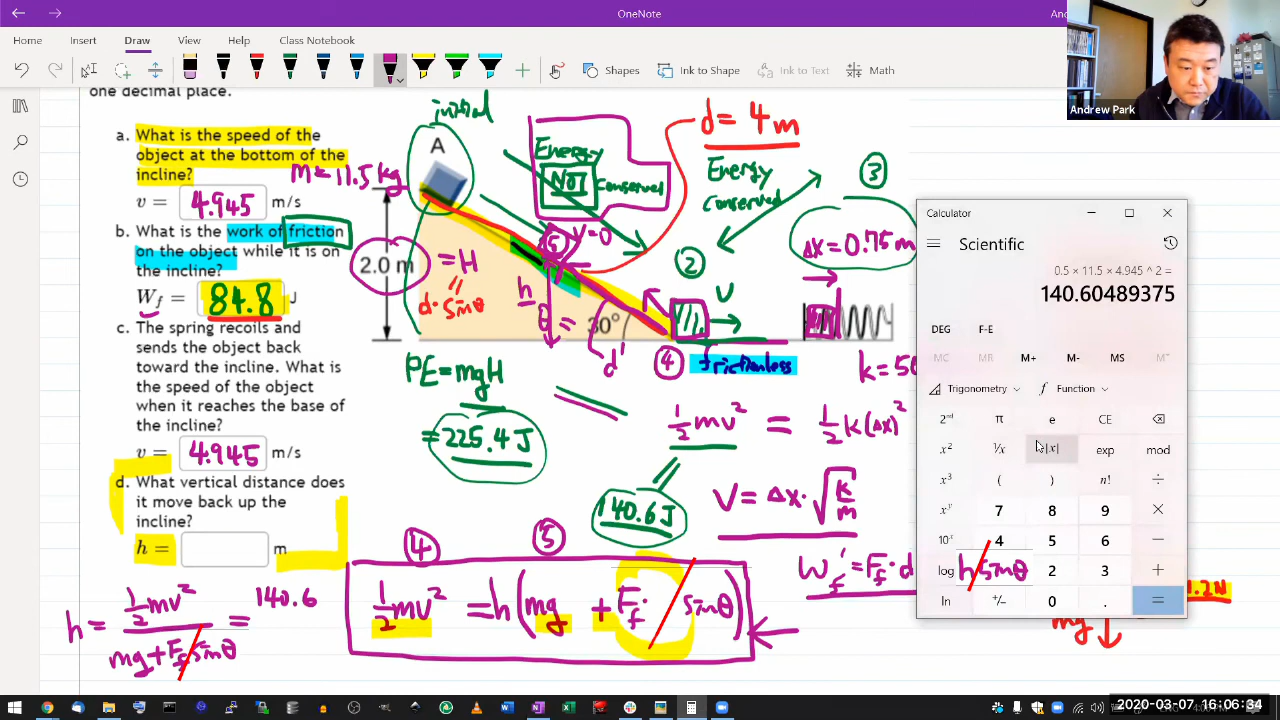 OneNote
Home Insert Draw View Help Class Notebook
Shapes Ink to Shape Ink to Text Math
Andrew Park
one decimal place.
a. What is the speed of the
object at the bottom of the
incline?
v = 4.945 m/s
b. What is the work of friction
on the object while it is on
the incline?
Wf = 84.8 J
c. The spring recoils and
sends the object back
toward the incline. What is
the speed of the object
when it reaches the base of
the incline?
v = 4.945 m/s
d. What vertical distance does
it move back up the
incline?
h = m
initial
A
m = 11.5 kg
2.0 m = H
d·sinθ
Energy
NOT Conserved
d = 4 m
Energy
Conserved
③
Δx = 0.75 m
⑤ V=0
②
h
θ = 30°
V
d'
④ frictionless
k = 50
PE = mgH
= 225.4 J
½mv² = ½k(Δx)²
140.6 J
V = Δx·√k/m
④ ⑤
½mv² = h(mg + Ff· / sinθ)
Wf' = Ff·d
h/sinθ
1.2N
mg
h = ½mv² / mg + Ff/sinθ = 140.6
Calculator
Scientific
0.5 × 11.5 × 4.945 ^ 2 =
140.60489375
DEG F-E
MC MR M+ M- MS M˅
Trigonometry Function
2ⁿᵈ π e CE
x² ¹/x |x| exp mod
x³ ( ) n! ÷
xʸ 7 8 9 ×
10ˣ 4 5 6 −
log 2 3 +
ln +/− 0 . =
2020-03-07 16:06:34